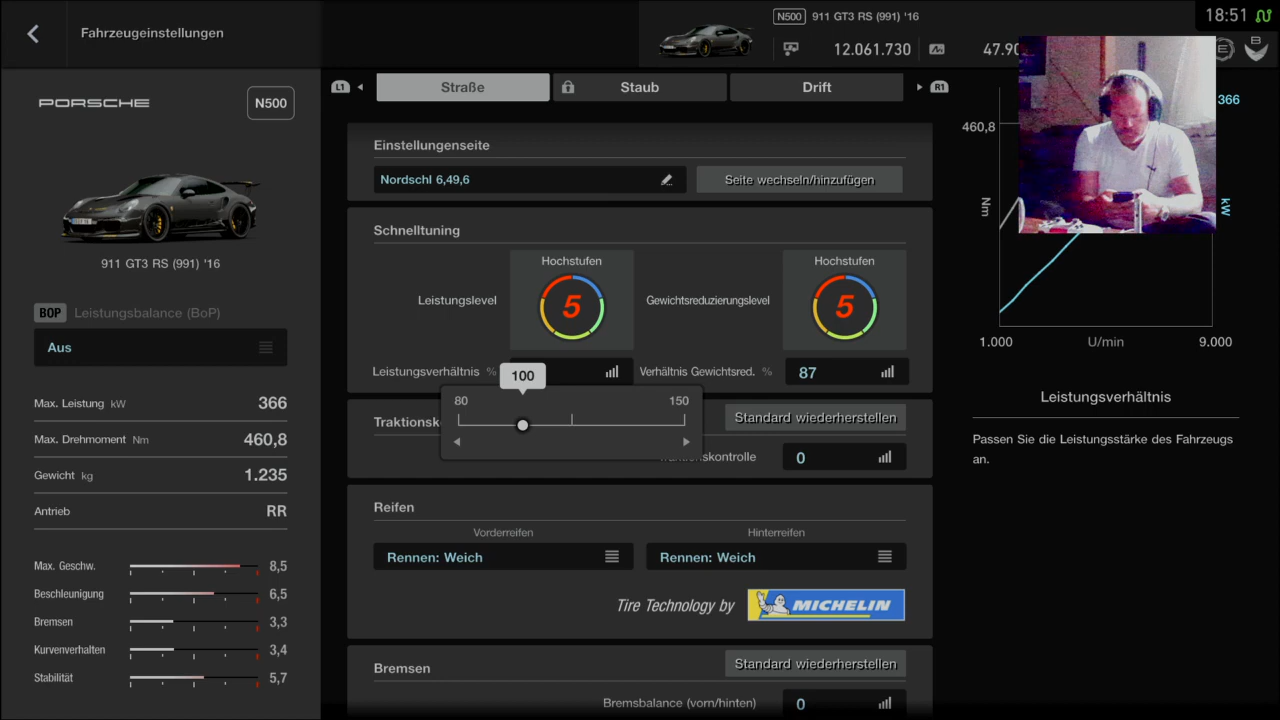 Fahrzeugeinstellungen
N500 911 GT3 RS (991) '16
12.061.730
47.90
18:51
E
B
PORSCHE
N500
911 GT3 RS (991) '16
BOP Leistungsbalance (BoP)
Aus
Max. Leistung kW 366
Max. Drehmoment Nm 460,8
Gewicht kg 1.235
Antrieb RR
Max. Geschw. 8,5
Beschleunigung 6,5
Bremsen 3,3
Kurvenverhalten 3,4
Stabilität 5,7
L1 Straße Staub Drift R1
Einstellungenseite
Nordschl 6,49,6
Seite wechseln/hinzufügen
Schnelltuning
Leistungslevel
Hochstufen
5
Gewichtsreduzierungslevel
Hochstufen
5
Leistungsverhältnis %
Verhältnis Gewichtsred. % 87
100
80 150
Standard wiederherstellen
0
Reifen
Vorderreifen Hinterreifen
Rennen: Weich Rennen: Weich
Tire Technology by MICHELIN
Bremsen
Standard wiederherstellen
Bremsbalance (vorn/hinten) 0
366
460,8
Nm
kW
1.000 U/min 9.000
Leistungsverhältnis
Passen Sie die Leistungsstärke des Fahrzeugs
an.